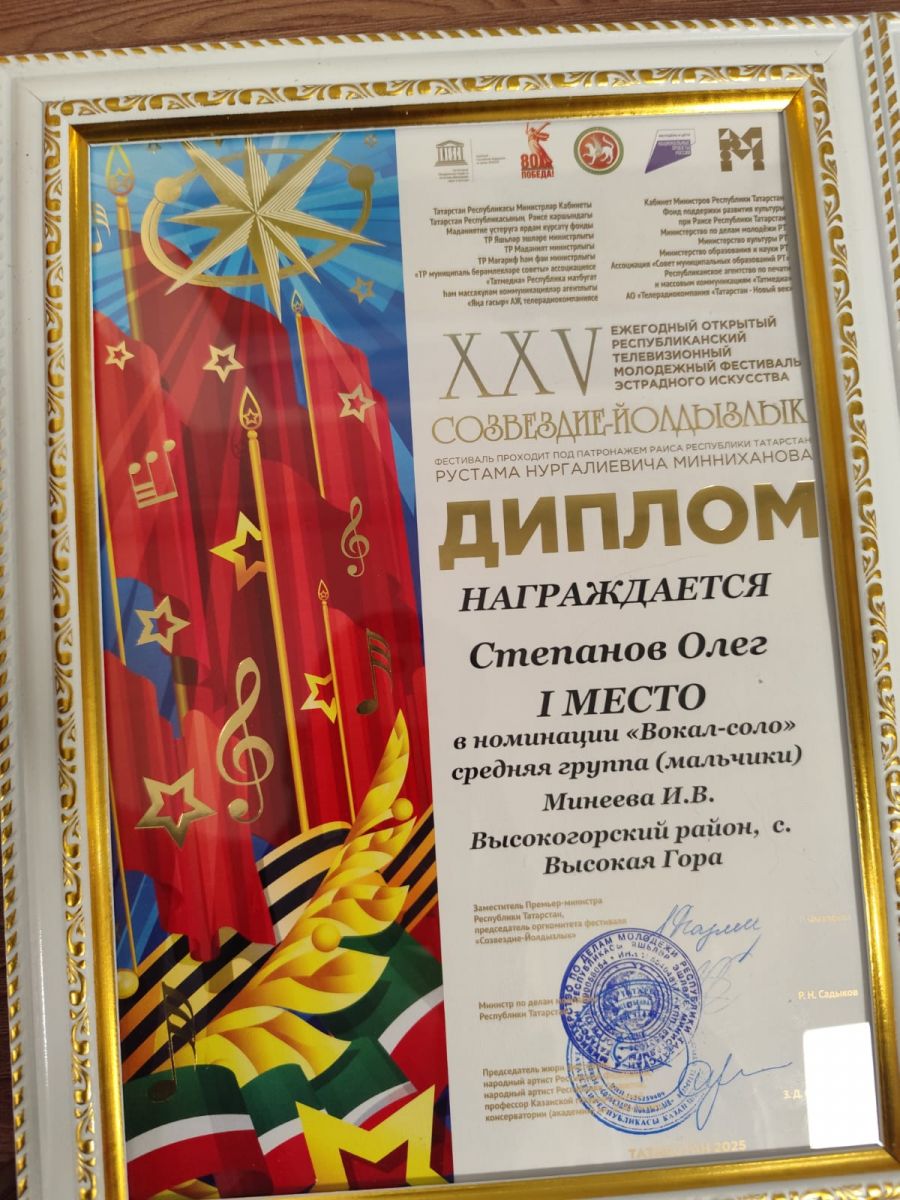 80
ПОБЕДА!
Татарстан Республикасы Министрлар Кабинеты
Татарстан Республикасының Рәисе каршындагы
Мәдәниятне үстерүгә ярдәм күрсәтү фонды
ТР Яшьләр эшләре министрлыгы
ТР Мәдәният министрлыгы
ТР Мәгариф һәм фән министрлыгы
«ТР муниципаль берәмлекләре советы» ассоциациясе
«Татмедиа» Республика матбугат
һәм массакүләм коммуникацияләр агентлыгы
«Яңа гасыр» АҖ телерадиокомпаниясе
Кабинет Министров Республики Татарстан
Фонд поддержки развития культуры
при Раисе Республики Татарстан
Министерство по делам молодёжи РТ
Министерство культуры РТ
Министерство образования и науки РТ
Ассоциация «Совет муниципальных образований РТ»
Республиканское агентство по печати
и массовым коммуникациям «Татмедиа»
АО «Телерадиокомпания «Татарстан - Новый век»
XXV
ЕЖЕГОДНЫЙ ОТКРЫТЫЙ
РЕСПУБЛИКАНСКИЙ
ТЕЛЕВИЗИОННЫЙ
МОЛОДЕЖНЫЙ ФЕСТИВАЛЬ
ЭСТРАДНОГО ИСКУССТВА
СОЗВЕЗДИЕ-ЙОЛДЫЗЛЫК
ФЕСТИВАЛЬ ПРОХОДИТ ПОД ПАТРОНАЖЕМ РАИСА РЕСПУБЛИКИ ТАТАРСТАН
РУСТАМА НУРГАЛИЕВИЧА МИННИХАНОВА
ДИПЛОМ
НАГРАЖДАЕТСЯ
Степанов Олег
I МЕСТО
в номинации «Вокал-соло»
средняя группа (мальчики)
Минеева И.В.
Высокогорский район, с.
Высокая Гора
Заместитель Премьер-министра
Республики Татарстан,
председатель оргкомитета фестиваля
«Созвездие-Йолдызлык»
Министр по делам
Республики Татарстан
Р. Н. Садыков
Председатель жюри
народный артист
народный артист
профессор Казанской
консерватории
З.Д.
ТАТАРСТАН 2025